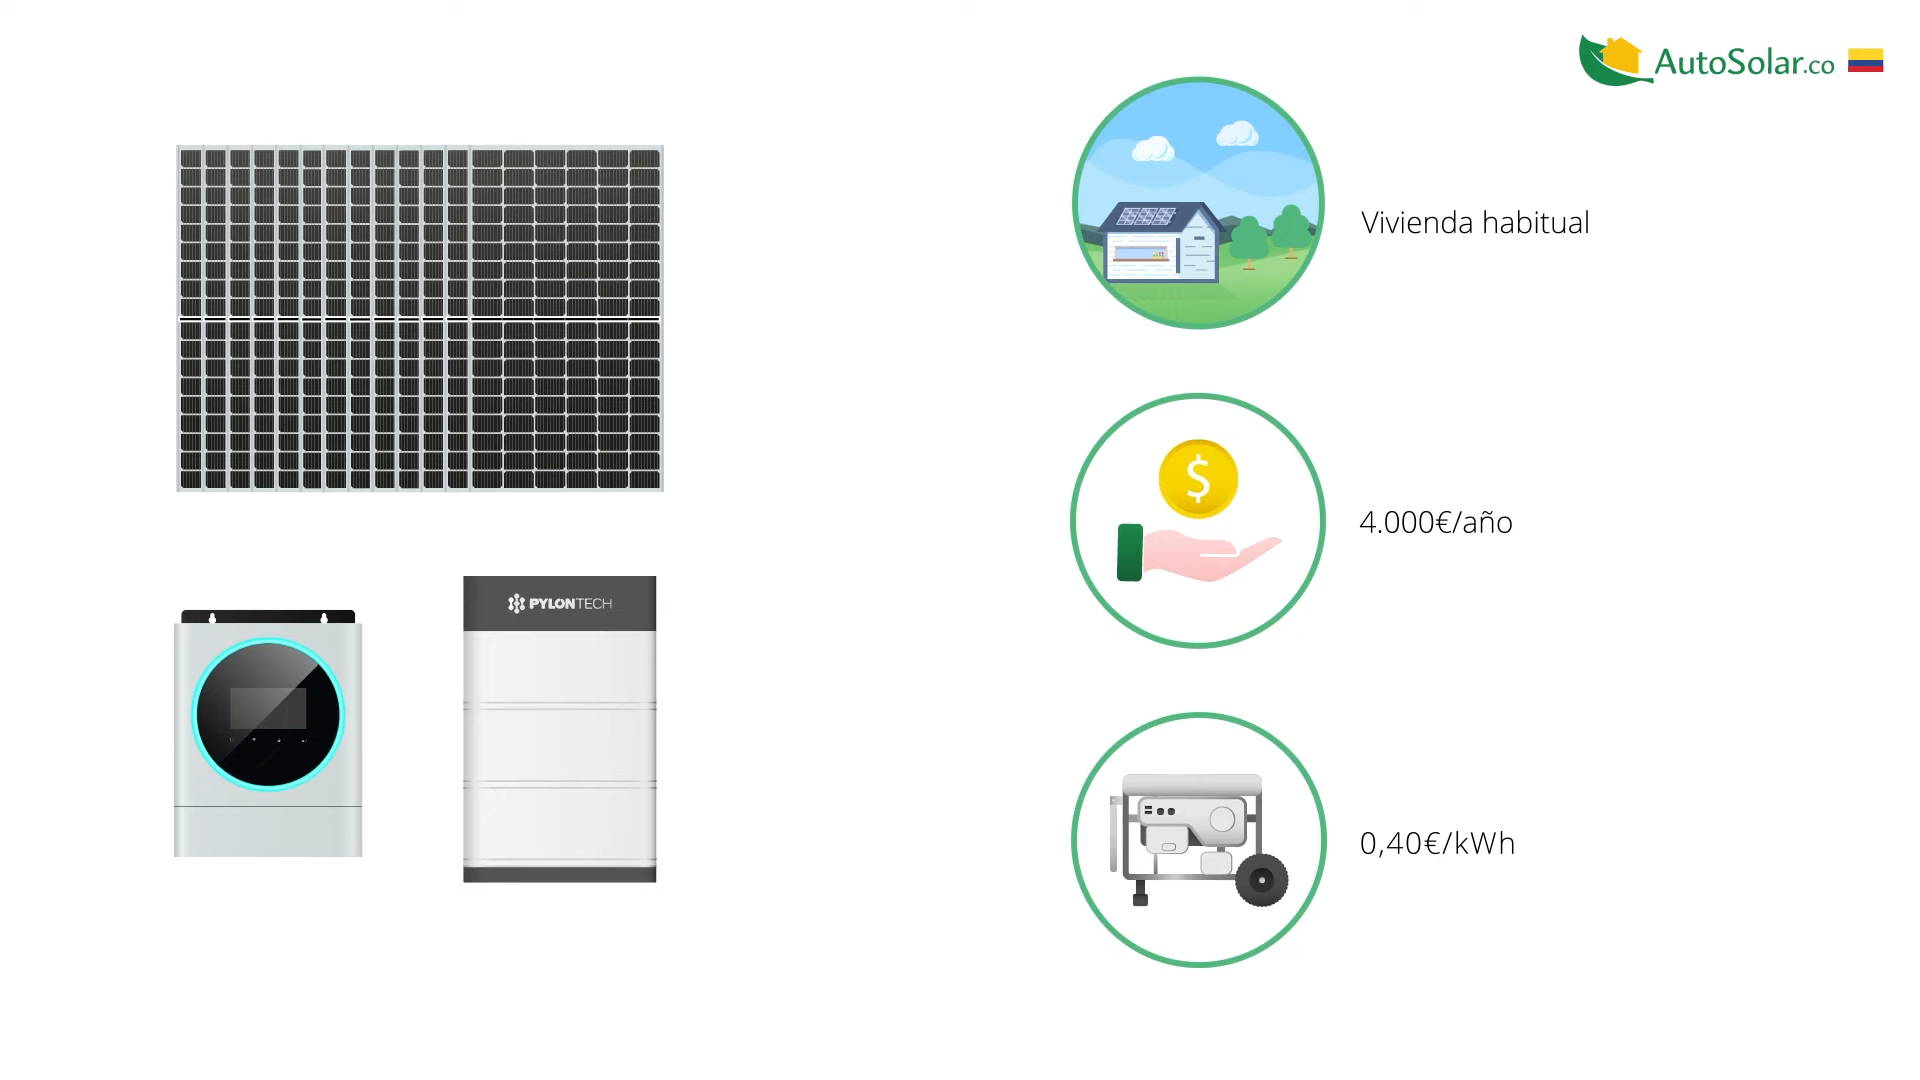 AutoSolar.co
Vivienda habitual
$
4.000€/año
PYLONTECH
0,40€/kWh